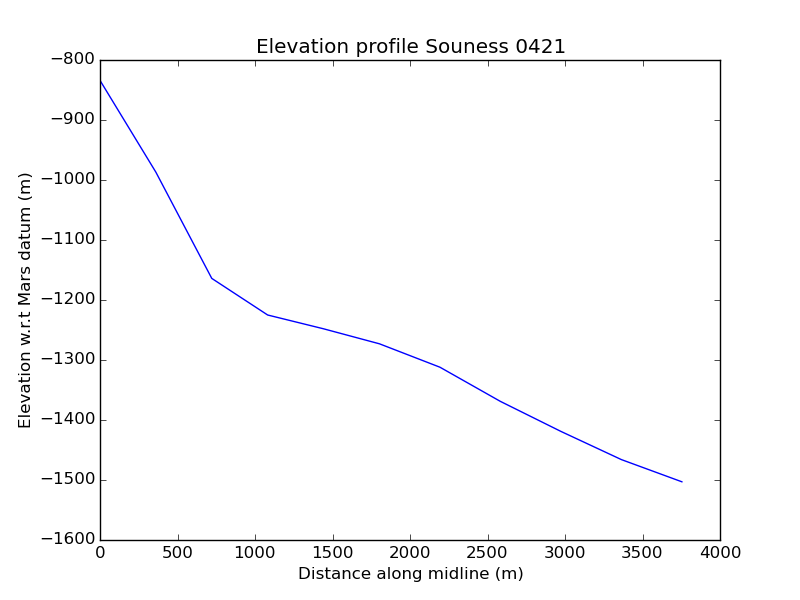 Elevation profile Souness 0421
−800
−900
−1000
−1100
−1200
−1300
−1400
−1500
−1600
Elevation w.r.t Mars datum (m)
0 500 1000 1500 2000 2500 3000 3500 4000
Distance along midline (m)